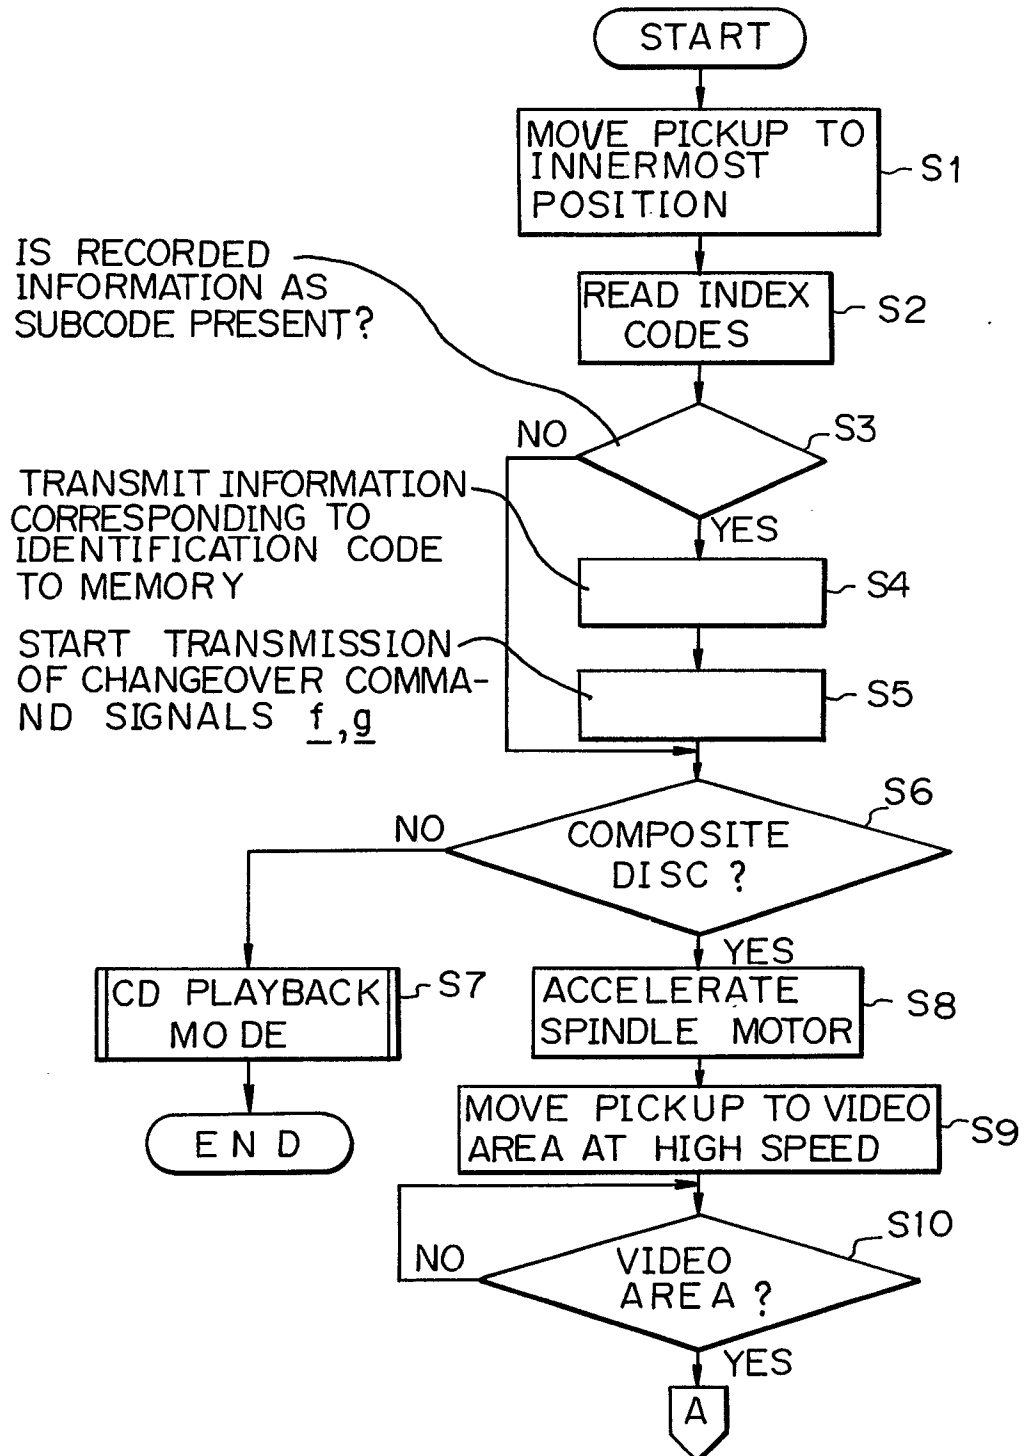 START
MOVE PICKUP TO
INNERMOST
POSITION
S1
IS RECORDED
INFORMATION AS
SUBCODE PRESENT?
READ INDEX
CODES
S2
NO
S3
YES
TRANSMIT INFORMATION
CORRESPONDING TO
IDENTIFICATION CODE
TO MEMORY
S4
START TRANSMISSION
OF CHANGEOVER COMMA-
ND SIGNALS f,g
S5
S6
NO
COMPOSITE
DISC ?
YES
CD PLAYBACK
MODE
S7
ACCELERATE
SPINDLE MOTOR
S8
END
MOVE PICKUP TO VIDEO
AREA AT HIGH SPEED
S9
S10
NO
VIDEO
AREA ?
YES
A